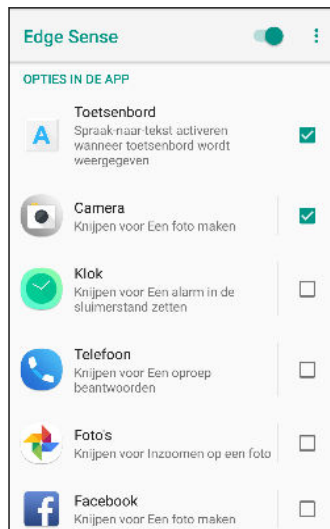 Edge Sense
OPTIES IN DE APP
Toetsenbord
Spraak-naar-tekst activeren
wanneer toetsenbord wordt
weergegeven
A
Camera
Knijpen voor Een foto maken
Klok
Knijpen voor Een alarm in de
sluimerstand zetten
Telefoon
Knijpen voor Een oproep
beantwoorden
Foto's
Knijpen voor Inzoomen op een foto
Facebook
Knijpen voor Een foto maken
f